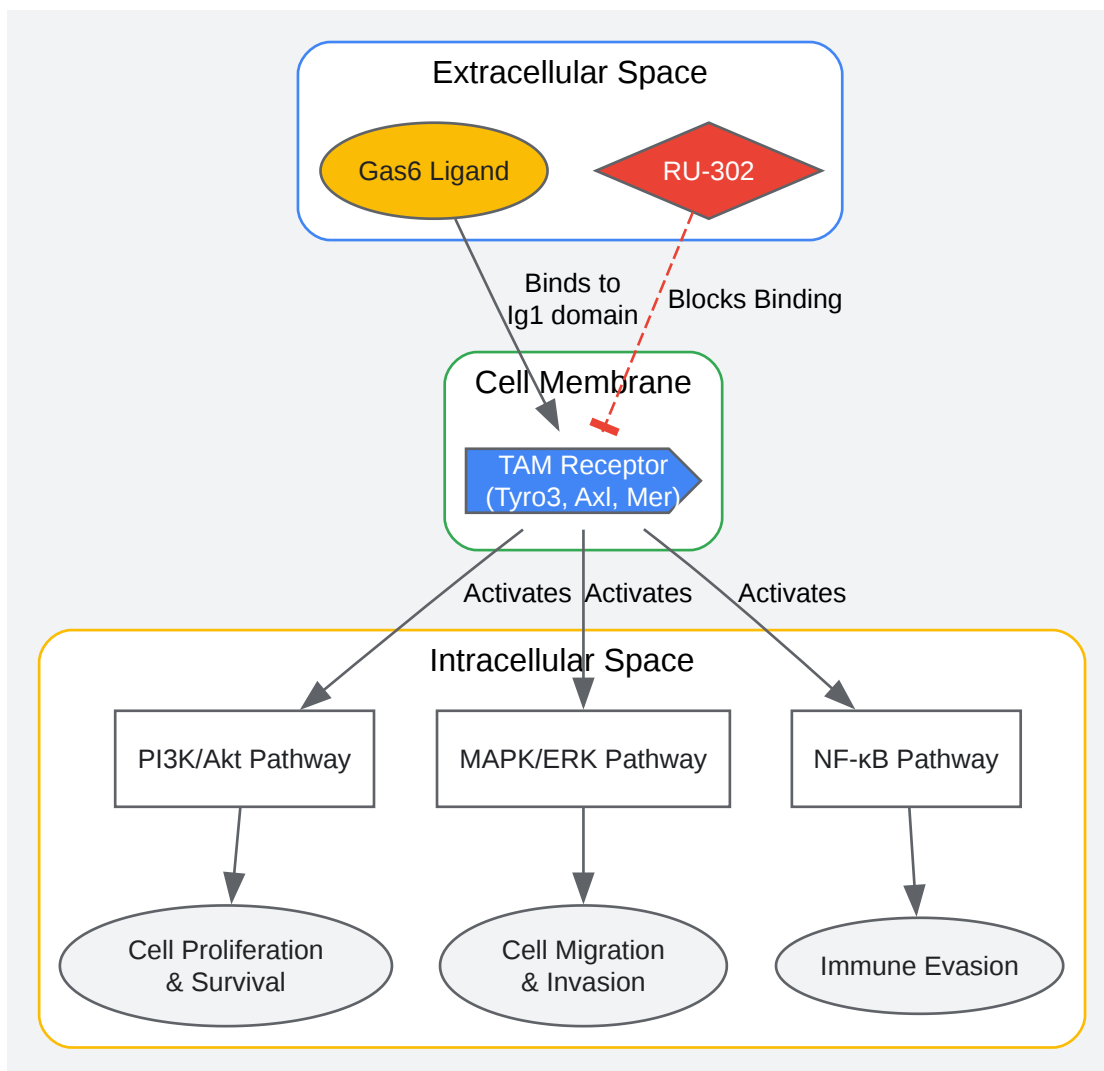 Extracellular Space
Gas6 Ligand
RU-302
Binds to
Ig1 domain
Blocks Binding
Cell Membrane
TAM Receptor
(Tyro3, Axl, Mer)
Activates
Activates
Activates
Intracellular Space
PI3K/Akt Pathway
MAPK/ERK Pathway
NF-κB Pathway
Cell Proliferation
& Survival
Cell Migration
& Invasion
Immune Evasion